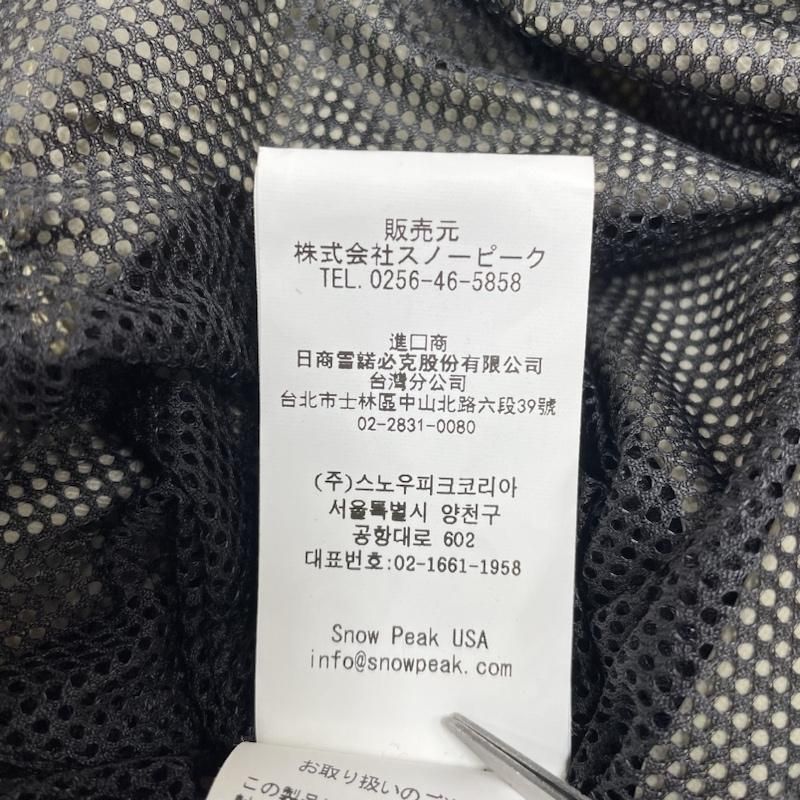 販売元
株式会社スノーピーク
TEL.0256-46-5858
進口商
日商雪諾必克股份有限公司
台灣分公司
台北市士林區中山北路六段39號
02-2831-0080
(주)스노우피크코리아
서울특별시 양천구
공항대로 602
대표번호:02-1661-1958
Snow Peak USA
info@snowpeak.com
お取り扱いの
この製品